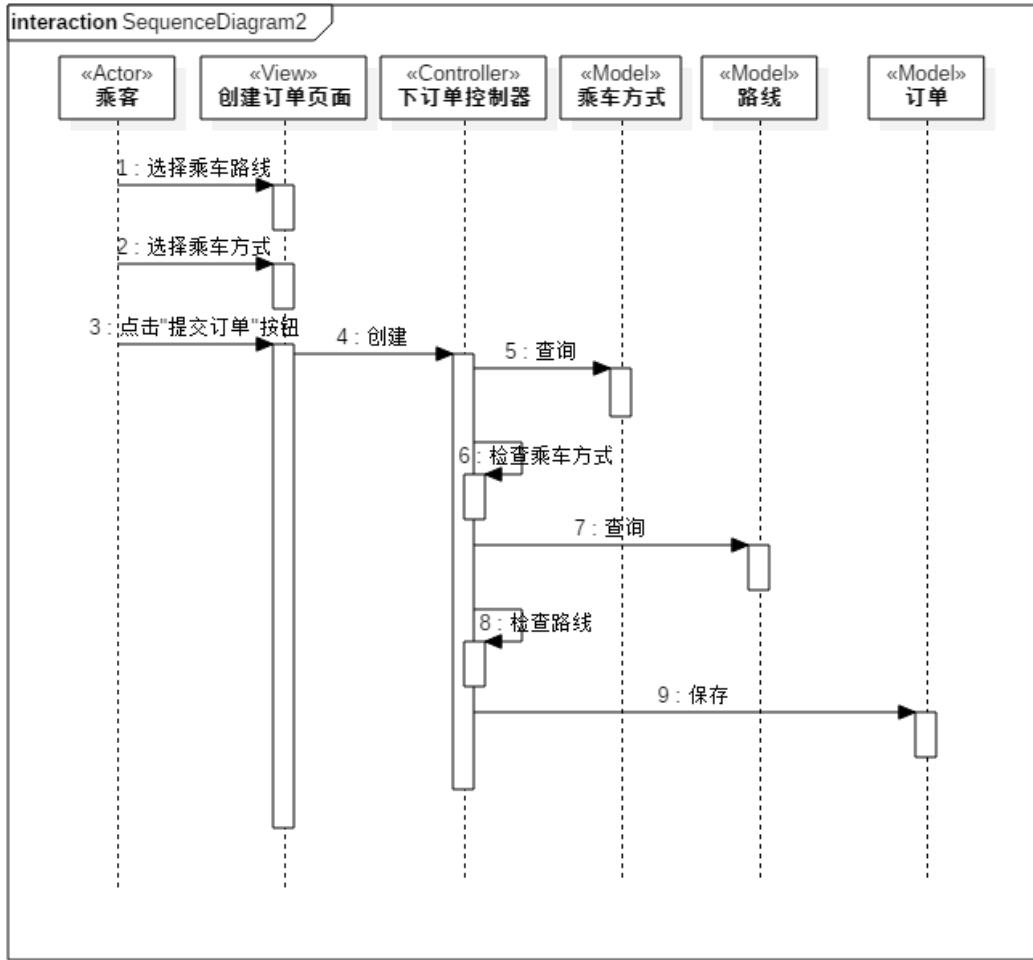 interaction SequenceDiagram2
«Actor»
乘客
«View»
创建订单页面
«Controller»
下订单控制器
«Model»
乘车方式
«Model»
路线
«Model»
订单
1 : 选择乘车路线
2 : 选择乘车方式
3 : 点击"提交订单"按钮
4 : 创建
5 : 查询
6 : 检查乘车方式
7 : 查询
8 : 检查路线
9 : 保存